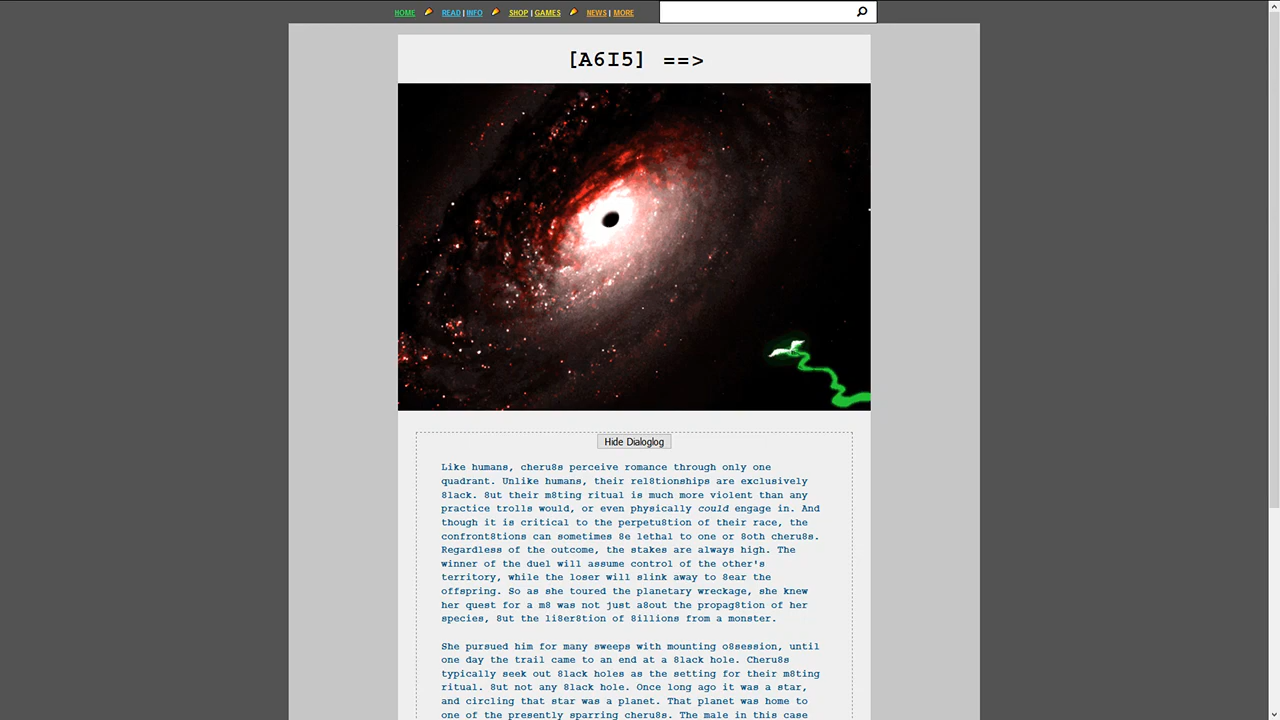 HOME READ | INFO SHOP | GAMES NEWS | MORE
[A6I5] ==>
Hide Dialoglog
Like humans, cheru8s perceive romance through only one
quadrant. Unlike humans, their rel8tionships are exclusively
8lack. 8ut their m8ting ritual is much more violent than any
practice trolls would, or even physically could engage in. And
though it is critical to the perpetu8tion of their race, the
confront8tions can sometimes 8e lethal to one or 8oth cheru8s.
Regardless of the outcome, the stakes are always high. The
winner of the duel will assume control of the other's
territory, while the loser will slink away to 8ear the
offspring. So as she toured the planetary wreckage, she knew
her quest for a m8 was not just a8out the propag8tion of her
species, 8ut the li8er8tion of 8illions from a monster.
She pursued him for many sweeps with mounting o8session, until
one day the trail came to an end at a 8lack hole. Cheru8s
typically seek out 8lack holes as the setting for their m8ting
ritual. 8ut not any 8lack hole. Once long ago it was a star,
and circling that star was a planet. That planet was home to
one of the presently sparring cheru8s. The male in this case